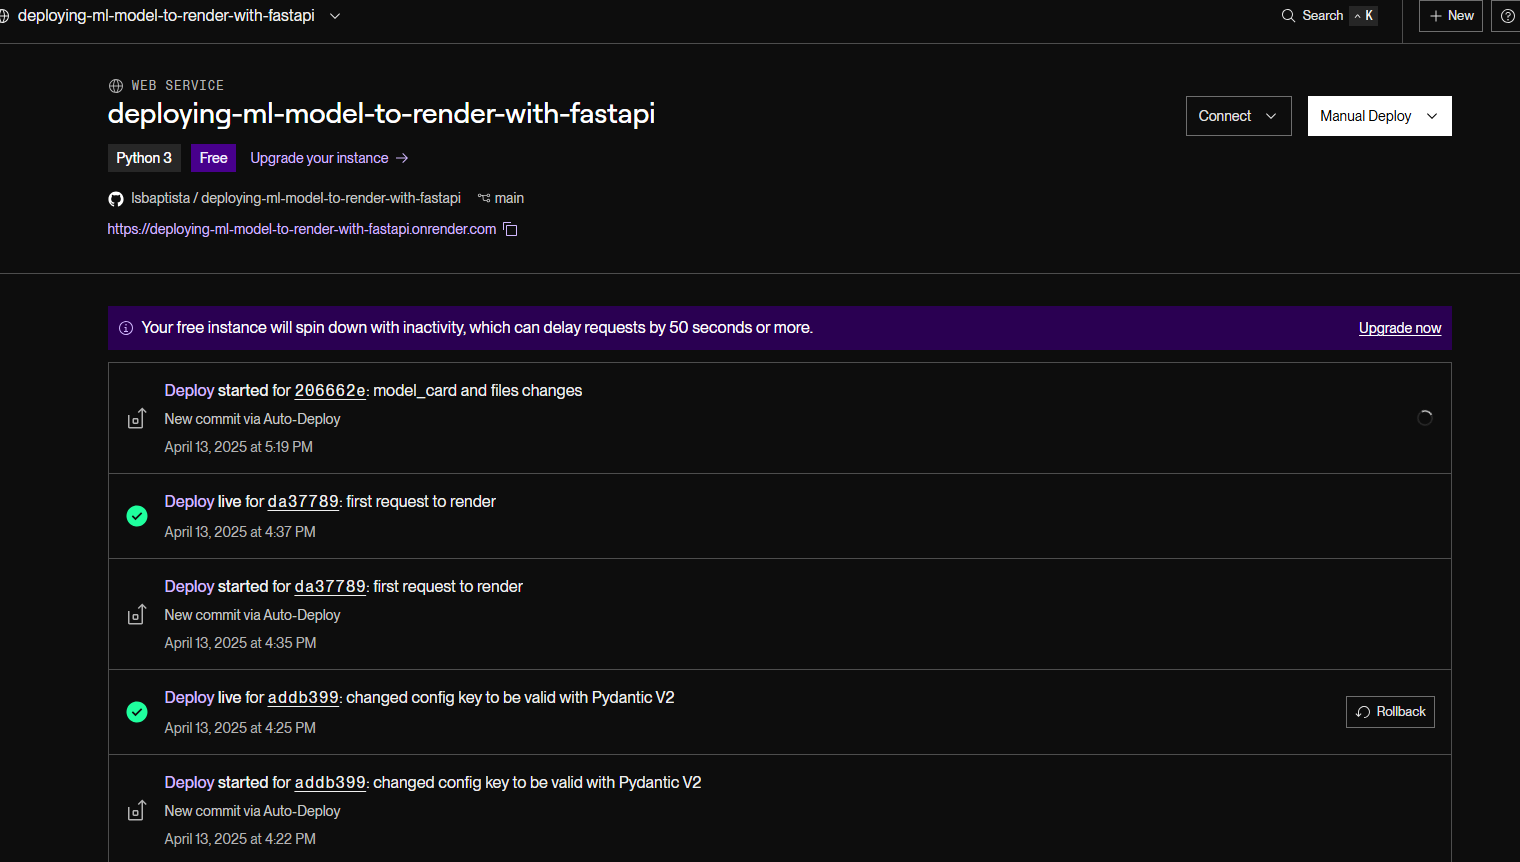 deploying-ml-model-to-render-with-fastapi
Search ^ K
+ New
WEB SERVICE
deploying-ml-model-to-render-with-fastapi
Connect
Manual Deploy
Python 3 Free Upgrade your instance →
lsbaptista / deploying-ml-model-to-render-with-fastapi main
https://deploying-ml-model-to-render-with-fastapi.onrender.com
Your free instance will spin down with inactivity, which can delay requests by 50 seconds or more. Upgrade now
Deploy started for 206662e: model_card and files changes
New commit via Auto-Deploy
April 13, 2025 at 5:19 PM
Deploy live for da37789: first request to render
April 13, 2025 at 4:37 PM
Deploy started for da37789: first request to render
New commit via Auto-Deploy
April 13, 2025 at 4:35 PM
Deploy live for addb399: changed config key to be valid with Pydantic V2
April 13, 2025 at 4:25 PM
Rollback
Deploy started for addb399: changed config key to be valid with Pydantic V2
New commit via Auto-Deploy
April 13, 2025 at 4:22 PM